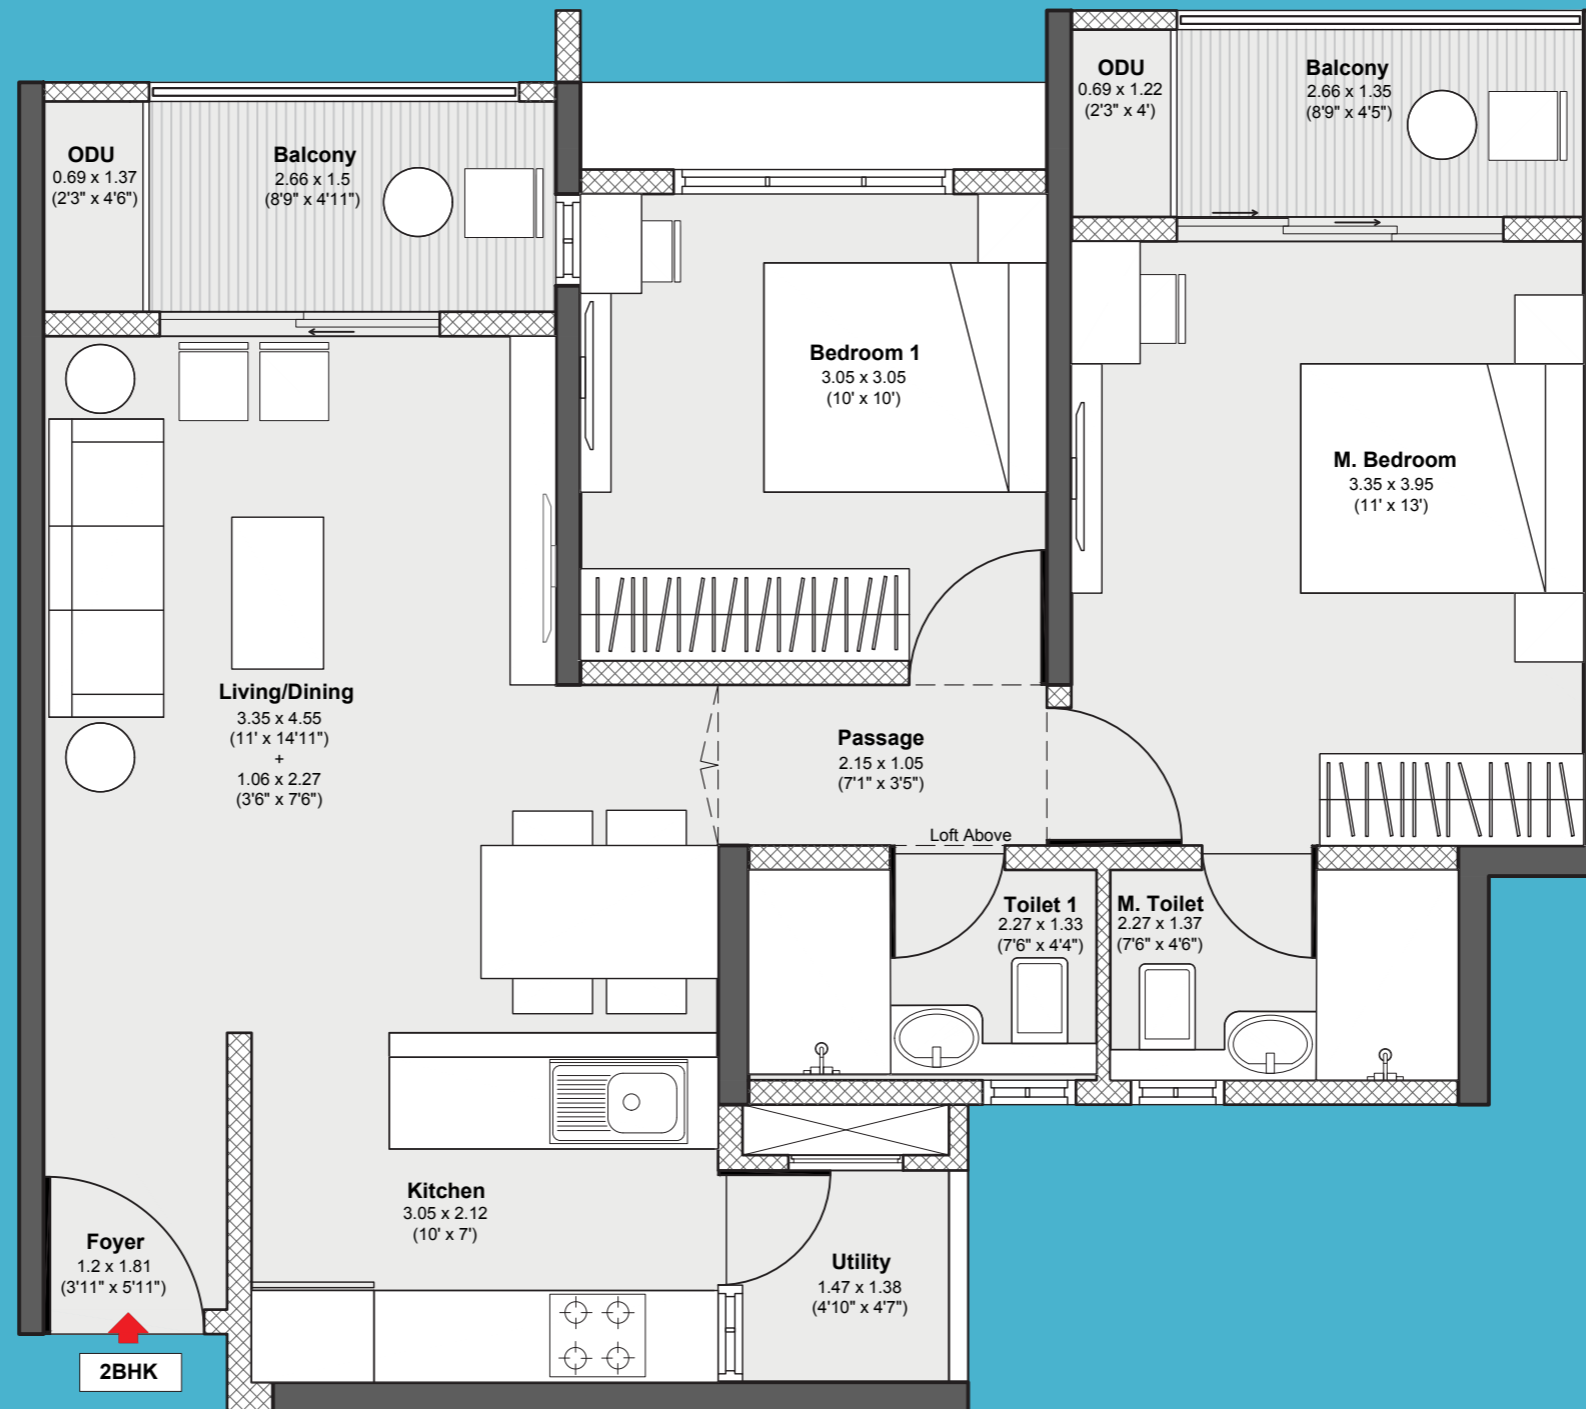 ODU
0.69 x 1.22
(2'3" x 4')
Balcony
2.66 x 1.35
(8'9" x 4'5")
ODU
0.69 x 1.37
(2'3" x 4'6")
Balcony
2.66 x 1.5
(8'9" x 4'11")
Bedroom 1
3.05 x 3.05
(10' x 10')
M. Bedroom
3.35 x 3.95
(11' x 13')
Living/Dining
3.35 x 4.55
(11' x 14'11")
+
1.06 x 2.27
(3'6" x 7'6")
Passage
2.15 x 1.05
(7'1" x 3'5")
Loft Above
Toilet 1
2.27 x 1.33
(7'6" x 4'4")
M. Toilet
2.27 x 1.37
(7'6" x 4'6")
Kitchen
3.05 x 2.12
(10' x 7')
Foyer
1.2 x 1.81
(3'11" x 5'11")
Utility
1.47 x 1.38
(4'10" x 4'7")
2BHK